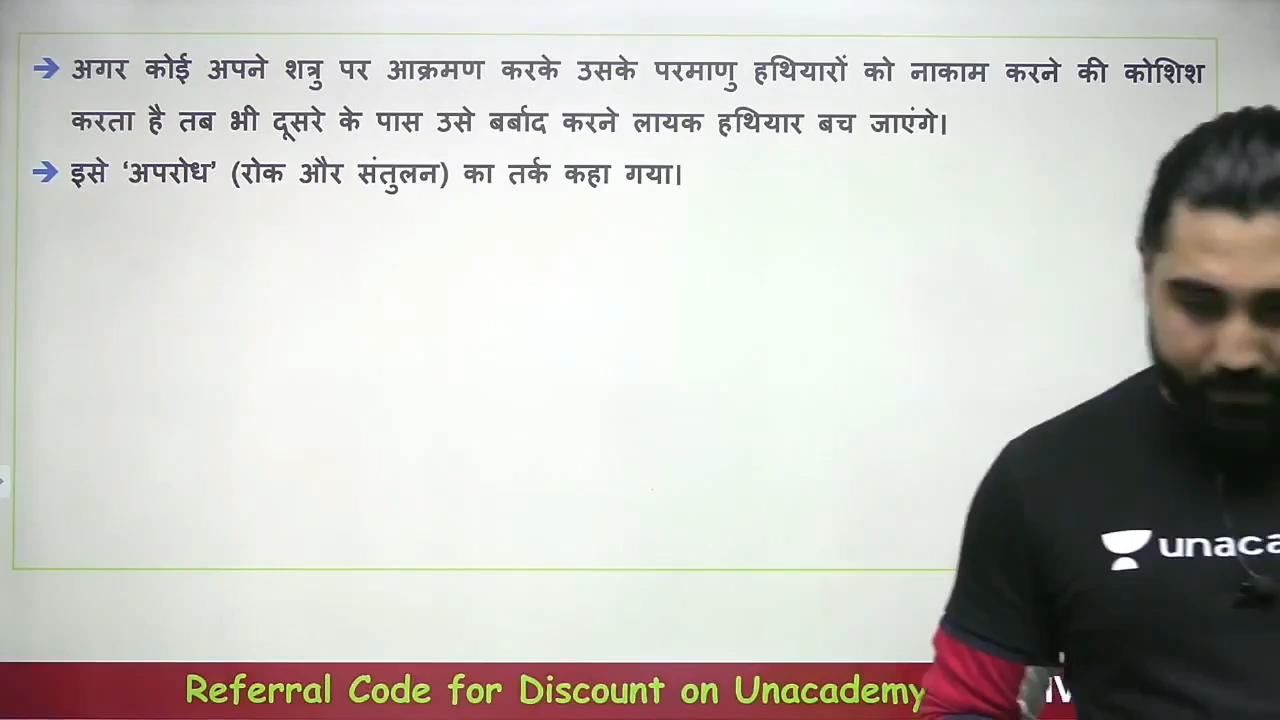 → अगर कोई अपने शत्रु पर आक्रमण करके उसके परमाणु हथियारों को नाकाम करने की कोशिश
करता है तब भी दूसरे के पास उसे बर्बाद करने लायक हथियार बच जाएंगे।
→ इसे ‘अपरोध’ (रोक और संतुलन) का तर्क कहा गया।
unaca
Referral Code for Discount on Unacademy